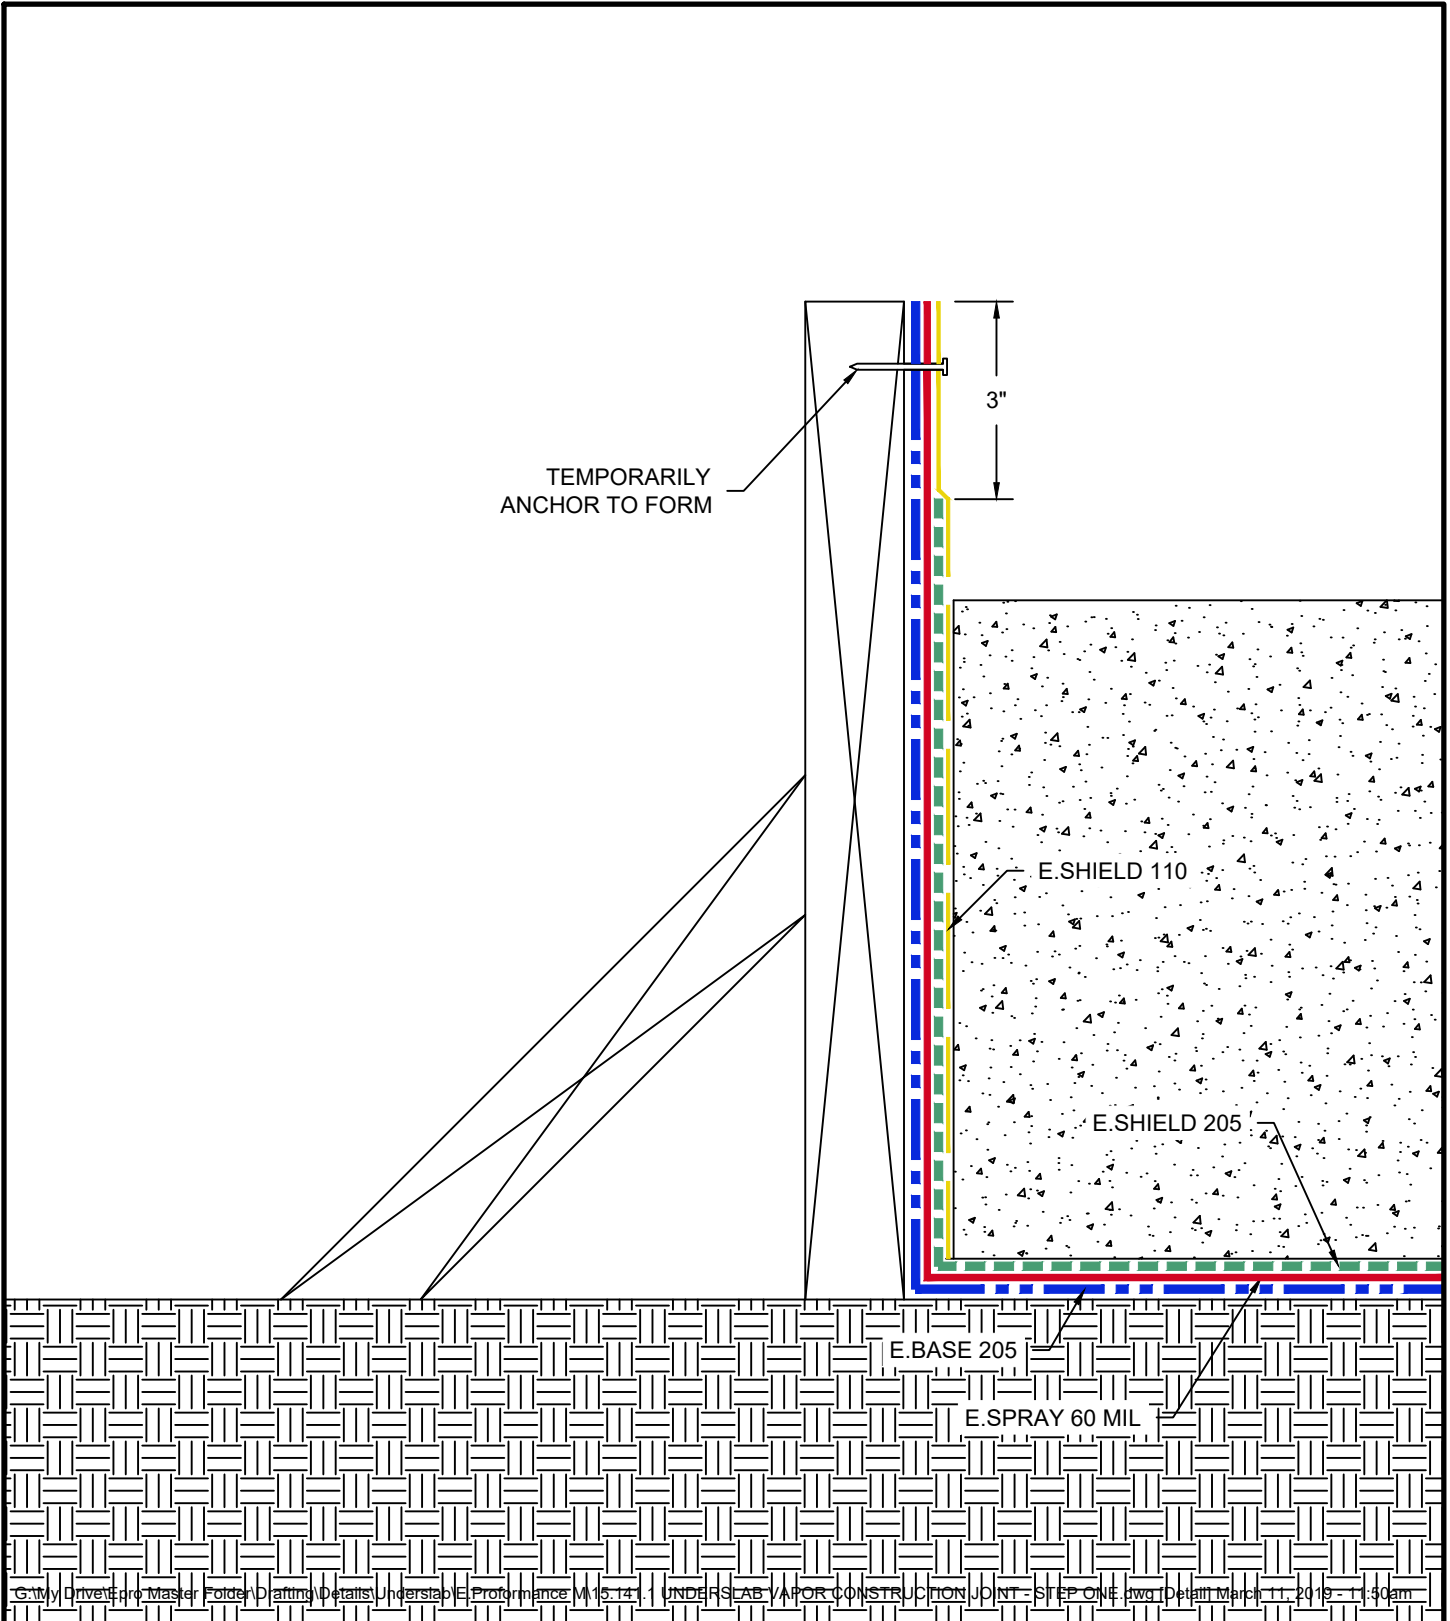 3"
TEMPORARILY
ANCHOR TO FORM
E.SHIELD 110
E.SHIELD 205
E.BASE 205
E.SPRAY 60 MIL
G:\My Drive\Epro Master Folder\Drafting\Details\Underslab\E.Proformance M\15.141.1 UNDERSLAB VAPOR CONSTRUCTION JOINT - STEP ONE.dwg [Detail] March 11, 2019 - 11:50am